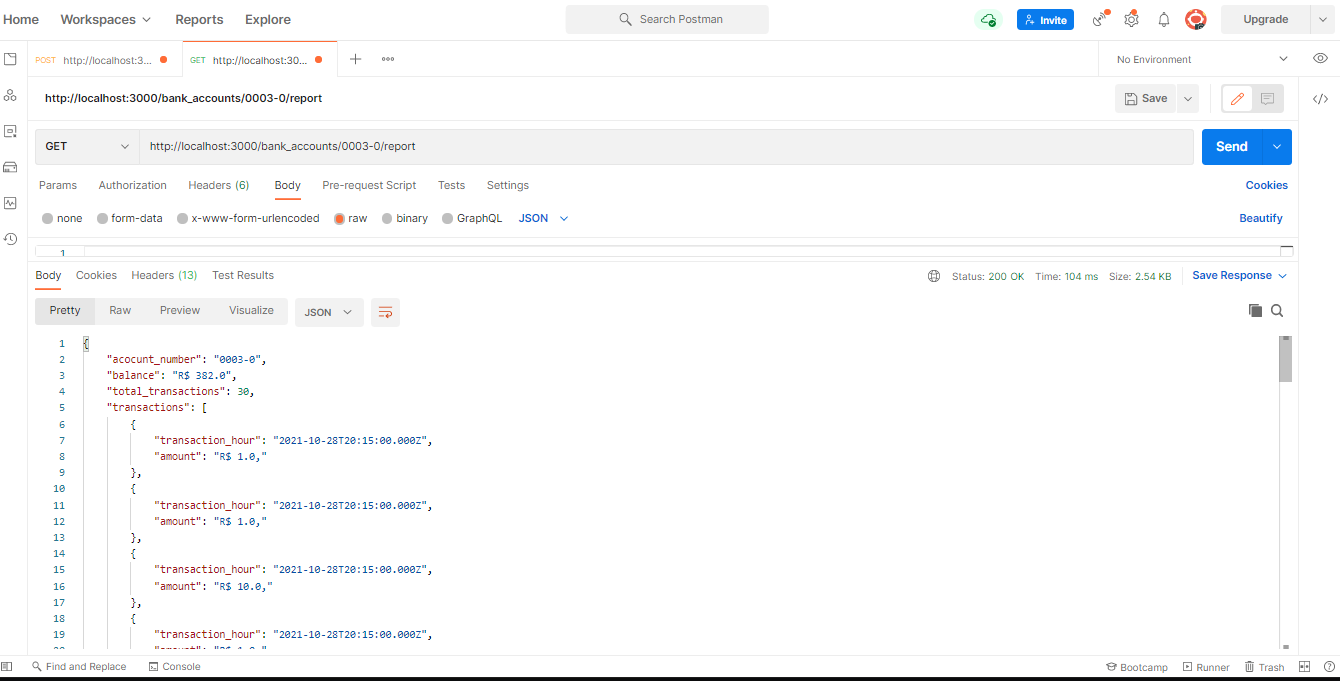 Home Workspaces Reports Explore Search Postman Invite Upgrade
POST http://localhost:3... GET http://localhost:30... No Environment
http://localhost:3000/bank_accounts/0003-0/report Save
GET http://localhost:3000/bank_accounts/0003-0/report Send
Params Authorization Headers (6) Body Pre-request Script Tests Settings Cookies
none form-data x-www-form-urlencoded raw binary GraphQL JSON Beautify
1
Body Cookies Headers (13) Test Results Status: 200 OK Time: 104 ms Size: 2.54 KB Save Response
Pretty Raw Preview Visualize JSON
1 {
2 "acocunt_number": "0003-0",
3 "balance": "R$ 382.0",
4 "total_transactions": 30,
5 "transactions": [
6 {
7 "transaction_hour": "2021-10-28T20:15:00.000Z",
8 "amount": "R$ 1.0,"
9 },
10 {
11 "transaction_hour": "2021-10-28T20:15:00.000Z",
12 "amount": "R$ 1.0,"
13 },
14 {
15 "transaction_hour": "2021-10-28T20:15:00.000Z",
16 "amount": "R$ 10.0,"
17 },
18 {
19 "transaction_hour": "2021-10-28T20:15:00.000Z",
Find and Replace Console Bootcamp Runner Trash